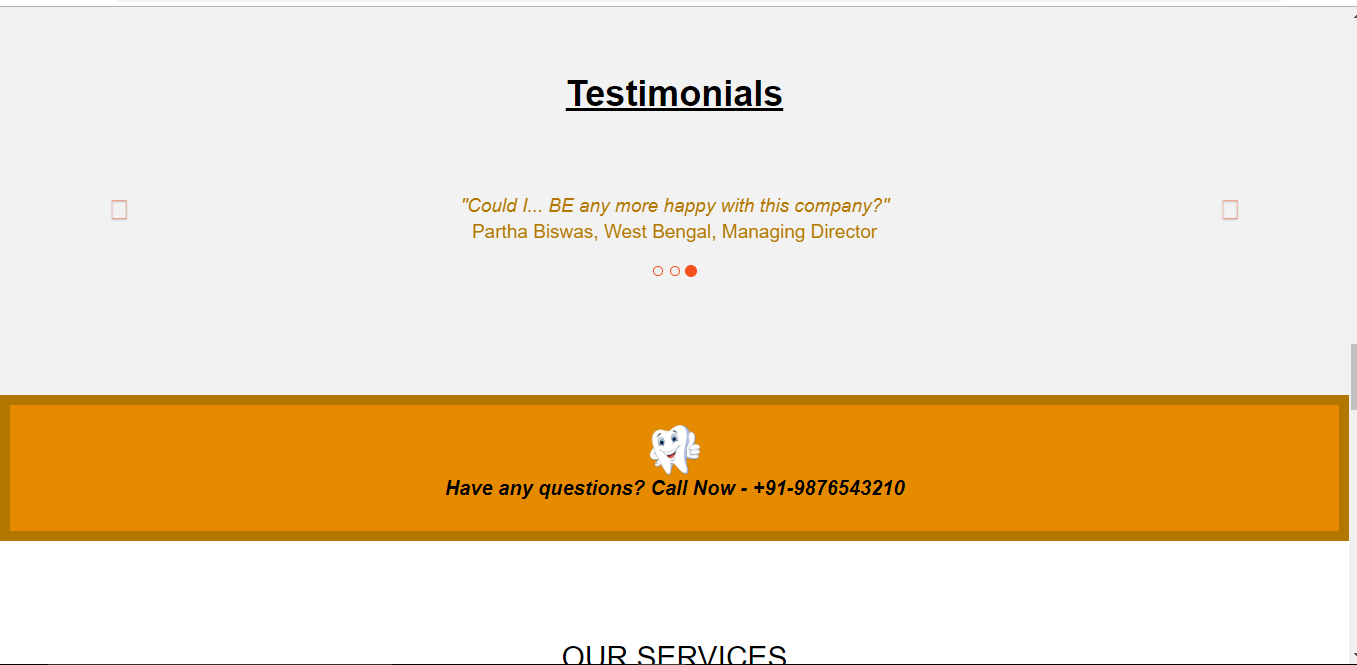 Testimonials
"Could I... BE any more happy with this company?"
Partha Biswas, West Bengal, Managing Director
Have any questions? Call Now - +91-9876543210
OUR SERVICES